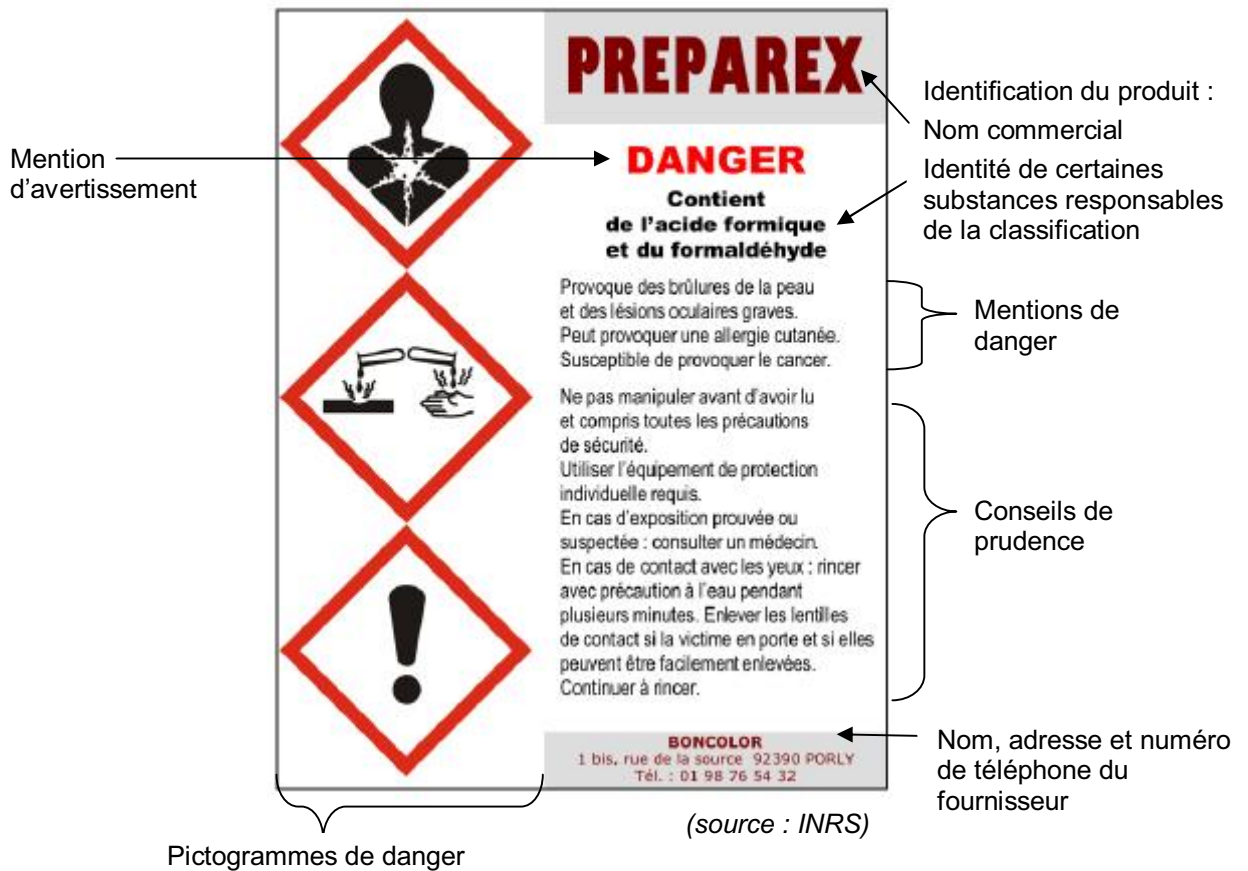 Mention
d'avertissement
PREPAREX
DANGER
Contient
de l'acide formique
et du formaldéhyde
Provoque des brûlures de la peau
et des lésions oculaires graves.
Peut provoquer une allergie cutanée.
Susceptible de provoquer le cancer.
Ne pas manipuler avant d'avoir lu
et compris toutes les précautions
de sécurité.
Utiliser l'équipement de protection
individuelle requis.
En cas d'exposition prouvée ou
suspectée : consulter un médecin.
En cas de contact avec les yeux : rincer
avec précaution à l'eau pendant
plusieurs minutes. Enlever les lentilles
de contact si la victime en porte et si elles
peuvent être facilement enlevées.
Continuer à rincer.
BONCOLOR
1 bis, rue de la source 92390 PORLY
Tél. : 01 98 76 54 32
Identification du produit :
Nom commercial
Identité de certaines
substances responsables
de la classification
Mentions de
danger
Conseils de
prudence
Nom, adresse et numéro
de téléphone du
fournisseur
(source : INRS)
Pictogrammes de danger